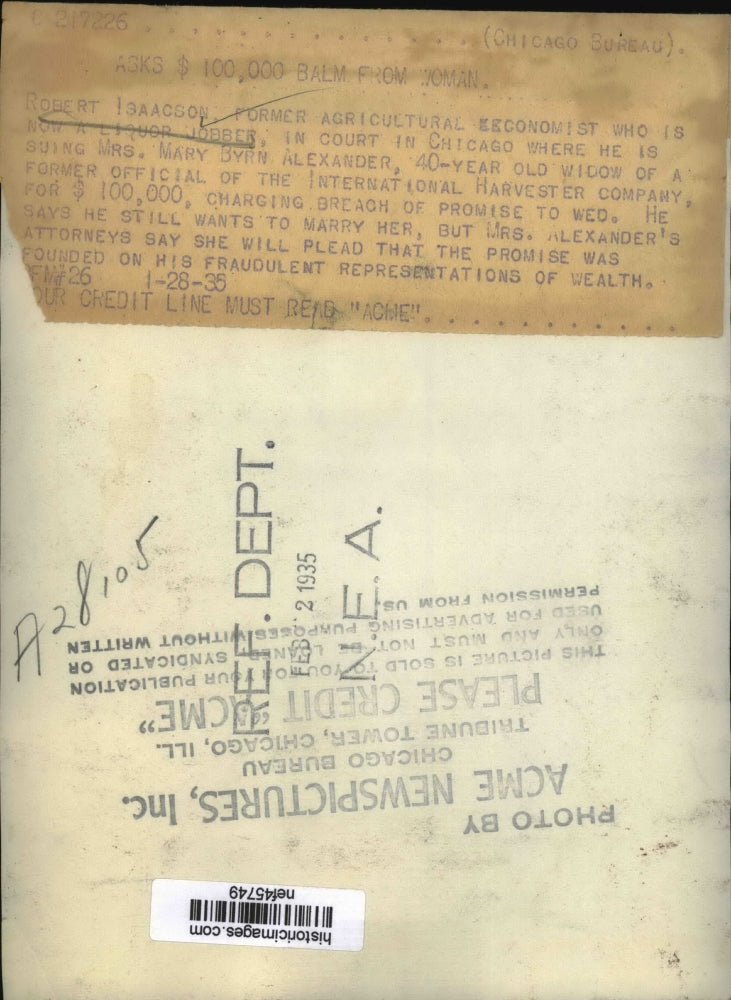 C 217226
(CHICAGO BUREAU).
ASKS $ 100,000 BALM FROM WOMAN.
ROBERT ISAACSON, FORMER AGRICULTURAL EECONOMIST WHO IS
NOW A LIQUOR JOBBER, IN COURT IN CHICAGO WHERE HE IS
SUING MRS. MARY BYRN ALEXANDER, 40-YEAR OLD WIDOW OF A
FORMER OFFICIAL OF THE INTERNATIONAL HARVESTER COMPANY,
FOR $ 100,000, CHARGING BREACH OF PROMISE TO WED. HE
SAYS HE STILL WANTS TO MARRY HER, BUT MRS. ALEXANDER'S
ATTORNEYS SAY SHE WILL PLEAD THAT THE PROMISE WAS
FOUNDED ON HIS FRAUDULENT REPRESENTATIONS OF WEALTH.
1-28-35
OUR CREDIT LINE MUST READ "ACME".
REF. DEPT.
FEB 2 1935
N.E.A.
A28,105
PHOTO BY
ACME NEWSPICTURES, Inc.
CHICAGO BUREAU
TRIBUNE TOWER, CHICAGO, ILL.
PLEASE CREDIT "ACME"
THIS PICTURE IS SOLD TO YOU FOR YOUR PUBLICATION
ONLY AND MUST NOT BE LOANED, SYNDICATED OR
USED FOR ADVERTISING PURPOSES WITHOUT WRITTEN
PERMISSION FROM US
historicimages.com
nef45749